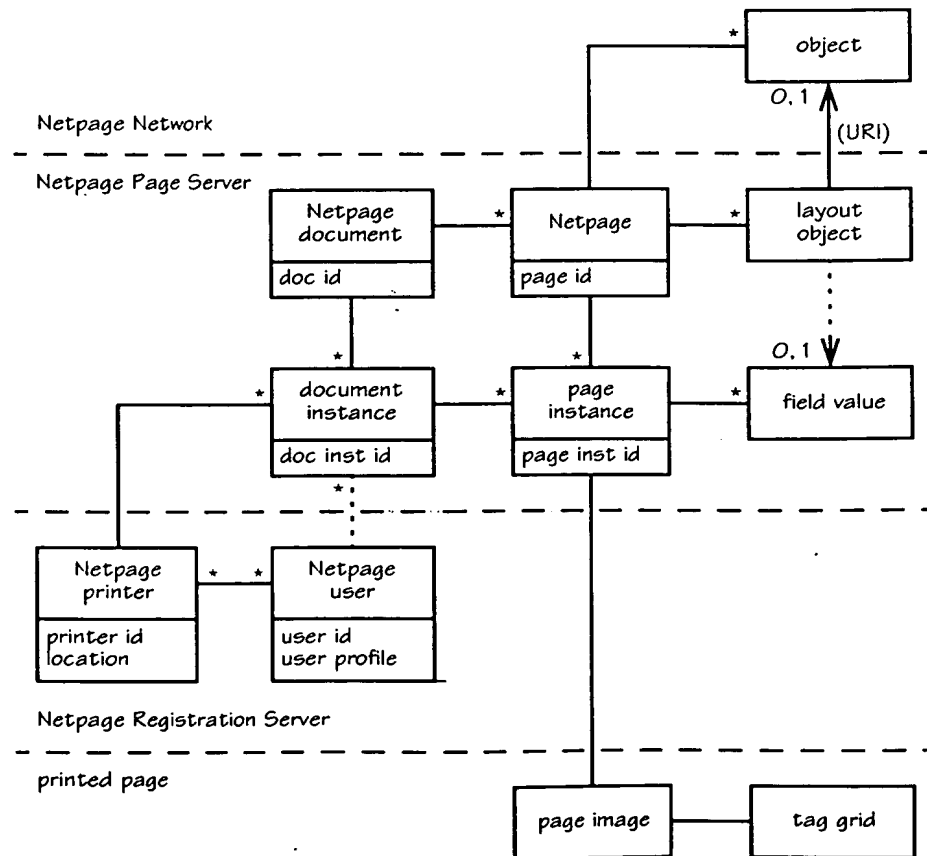 *
object
0, 1
Netpage Network
(URI)
Netpage Page Server
Netpage
document
*
Netpage
*
layout
object
doc id
page id
*
*
0, 1
*
document
instance
*
page
instance
*
field value
doc inst id
page inst id
*
Netpage
printer
* *
Netpage
user
printer id
location
user id
user profile
Netpage Registration Server
printed page
page image
tag grid